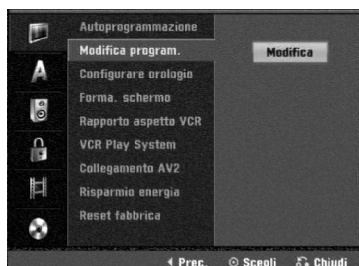 Autoprogrammazione
Modifica program.
Modifica
Configurare orologio
Forma. schermo
Rapporto aspetto VCR
VCR Play System
Collegamento AV2
Risparmio energia
Reset fabbrica
Prec. Scegli Chiudi